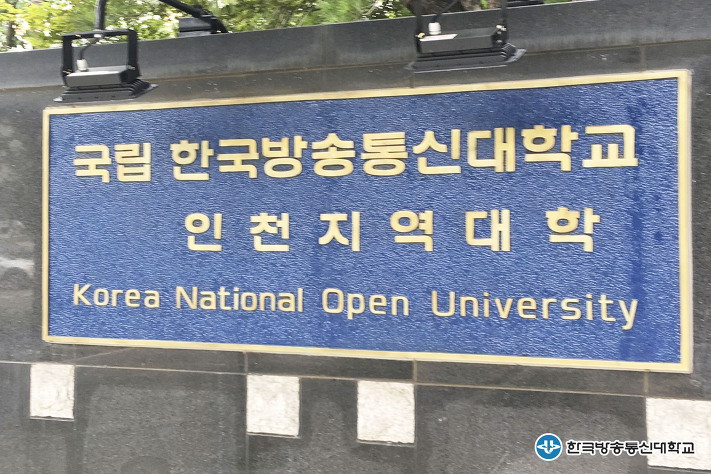 국립 한국방송통신대학교
인천지역대학
Korea National Open University
한국방송통신대학교